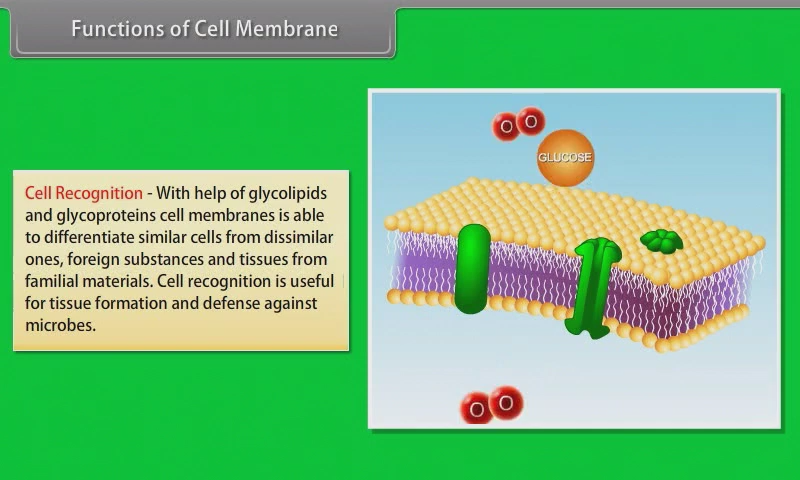 Functions of Cell Membrane
O O
GLUCOSE
Cell Recognition - With help of glycolipids
and glycoproteins cell membranes is able
to differentiate similar cells from dissimilar
ones, foreign substances and tissues from
familial materials. Cell recognition is useful
for tissue formation and defense against
microbes.
O O